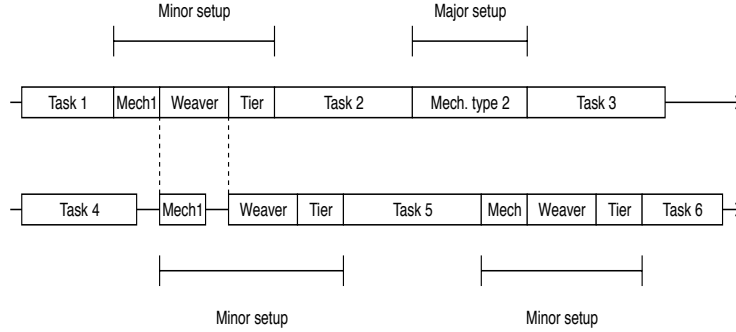 Minor setup Major setup
Task 1 Mech1 Weaver Tier Task 2 Mech. type 2 Task 3
Task 4 Mech1 Weaver Tier Task 5 Mech Weaver Tier Task 6
Minor setup Minor setup